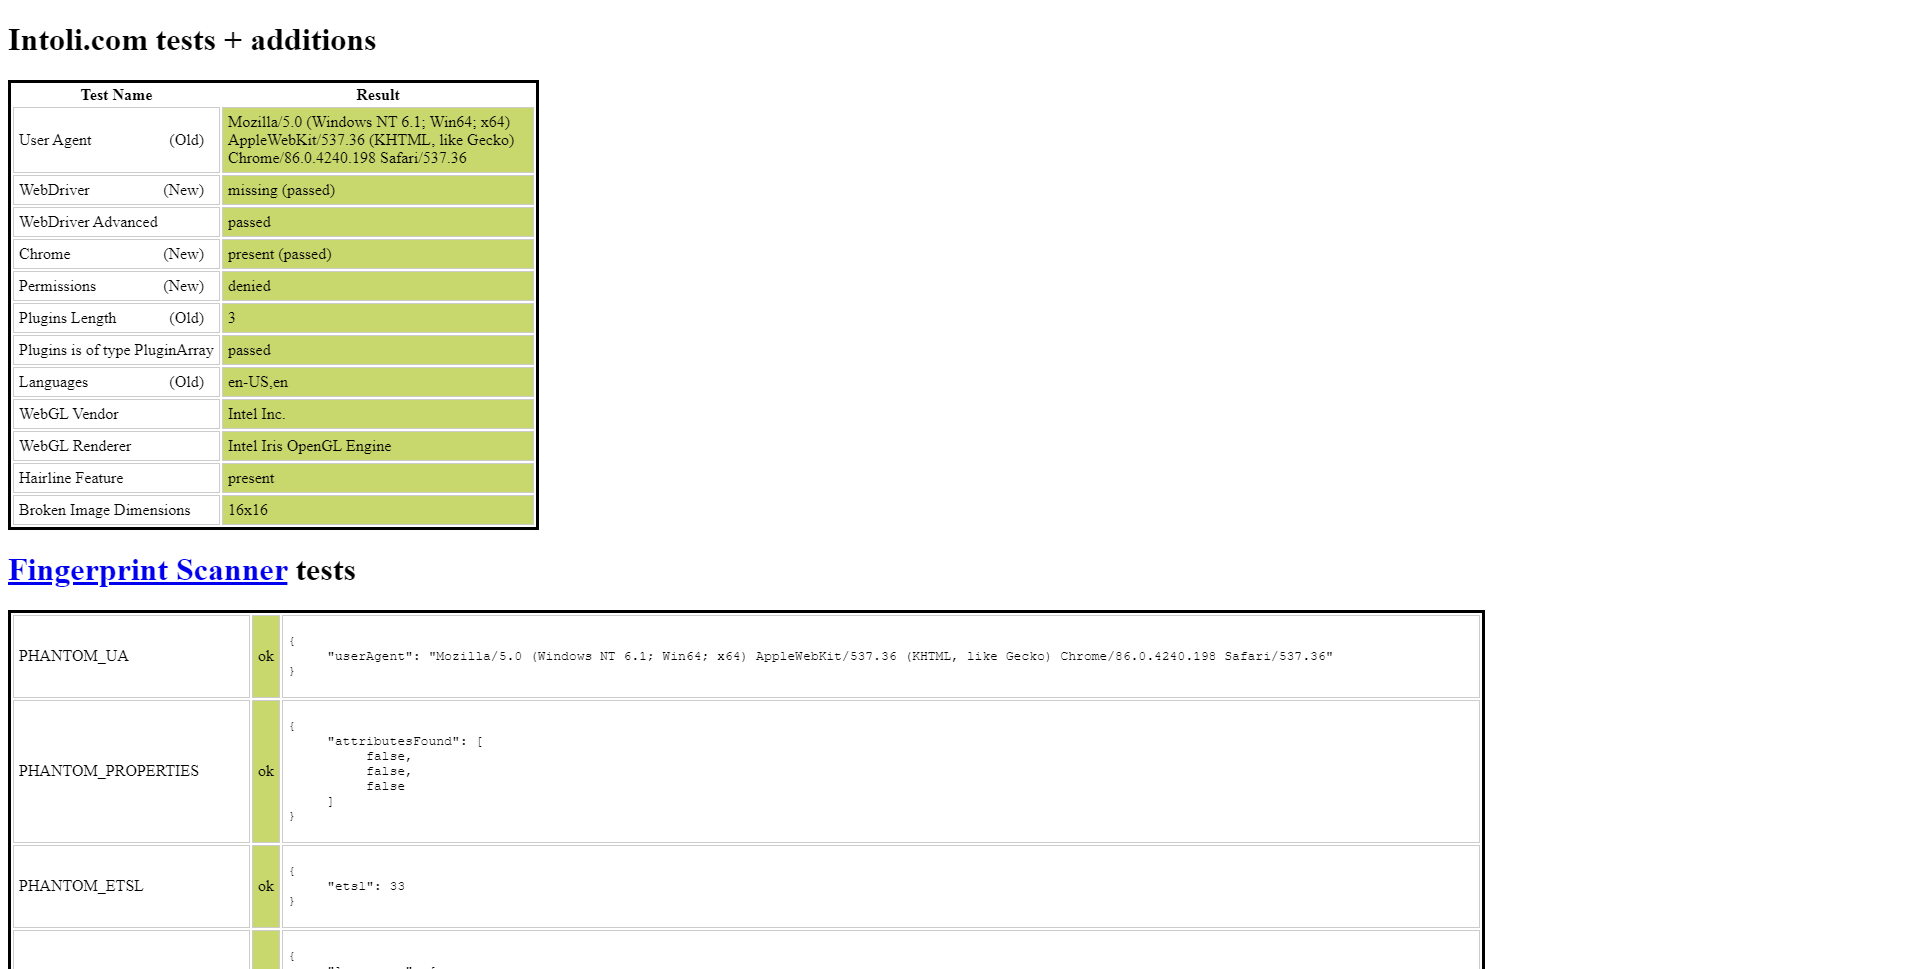 Intoli.com tests + additions
Test Name Result
User Agent (Old) Mozilla/5.0 (Windows NT 6.1; Win64; x64)
AppleWebKit/537.36 (KHTML, like Gecko)
Chrome/86.0.4240.198 Safari/537.36
WebDriver (New) missing (passed)
WebDriver Advanced passed
Chrome (New) present (passed)
Permissions (New) denied
Plugins Length (Old) 3
Plugins is of type PluginArray passed
Languages (Old) en-US,en
WebGL Vendor Intel Inc.
WebGL Renderer Intel Iris OpenGL Engine
Hairline Feature present
Broken Image Dimensions 16x16
Fingerprint Scanner tests
PHANTOM_UA ok
{
"userAgent": "Mozilla/5.0 (Windows NT 6.1; Win64; x64) AppleWebKit/537.36 (KHTML, like Gecko) Chrome/86.0.4240.198 Safari/537.36"
}
PHANTOM_PROPERTIES ok
{
"attributesFound": [
false,
false,
false
]
}
PHANTOM_ETSL ok
{
"etsl": 33
}
{